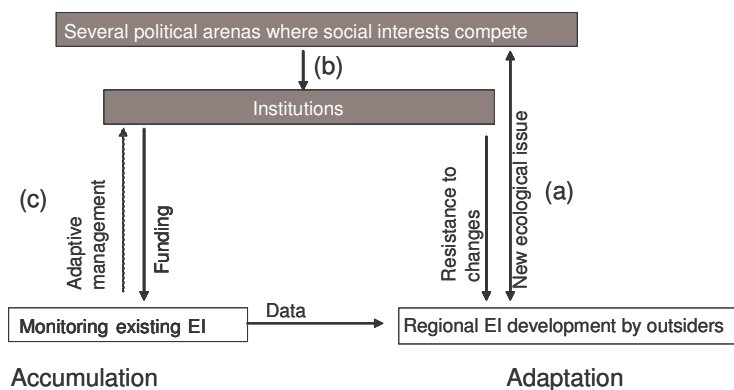 Several political arenas where social interests compete
(b)
Institutions
(c)
Adaptive
management
Funding
Resistance to
changes
New ecological issue
(a)
Monitoring existing EI
Data
Regional EI development by outsiders
Accumulation
Adaptation